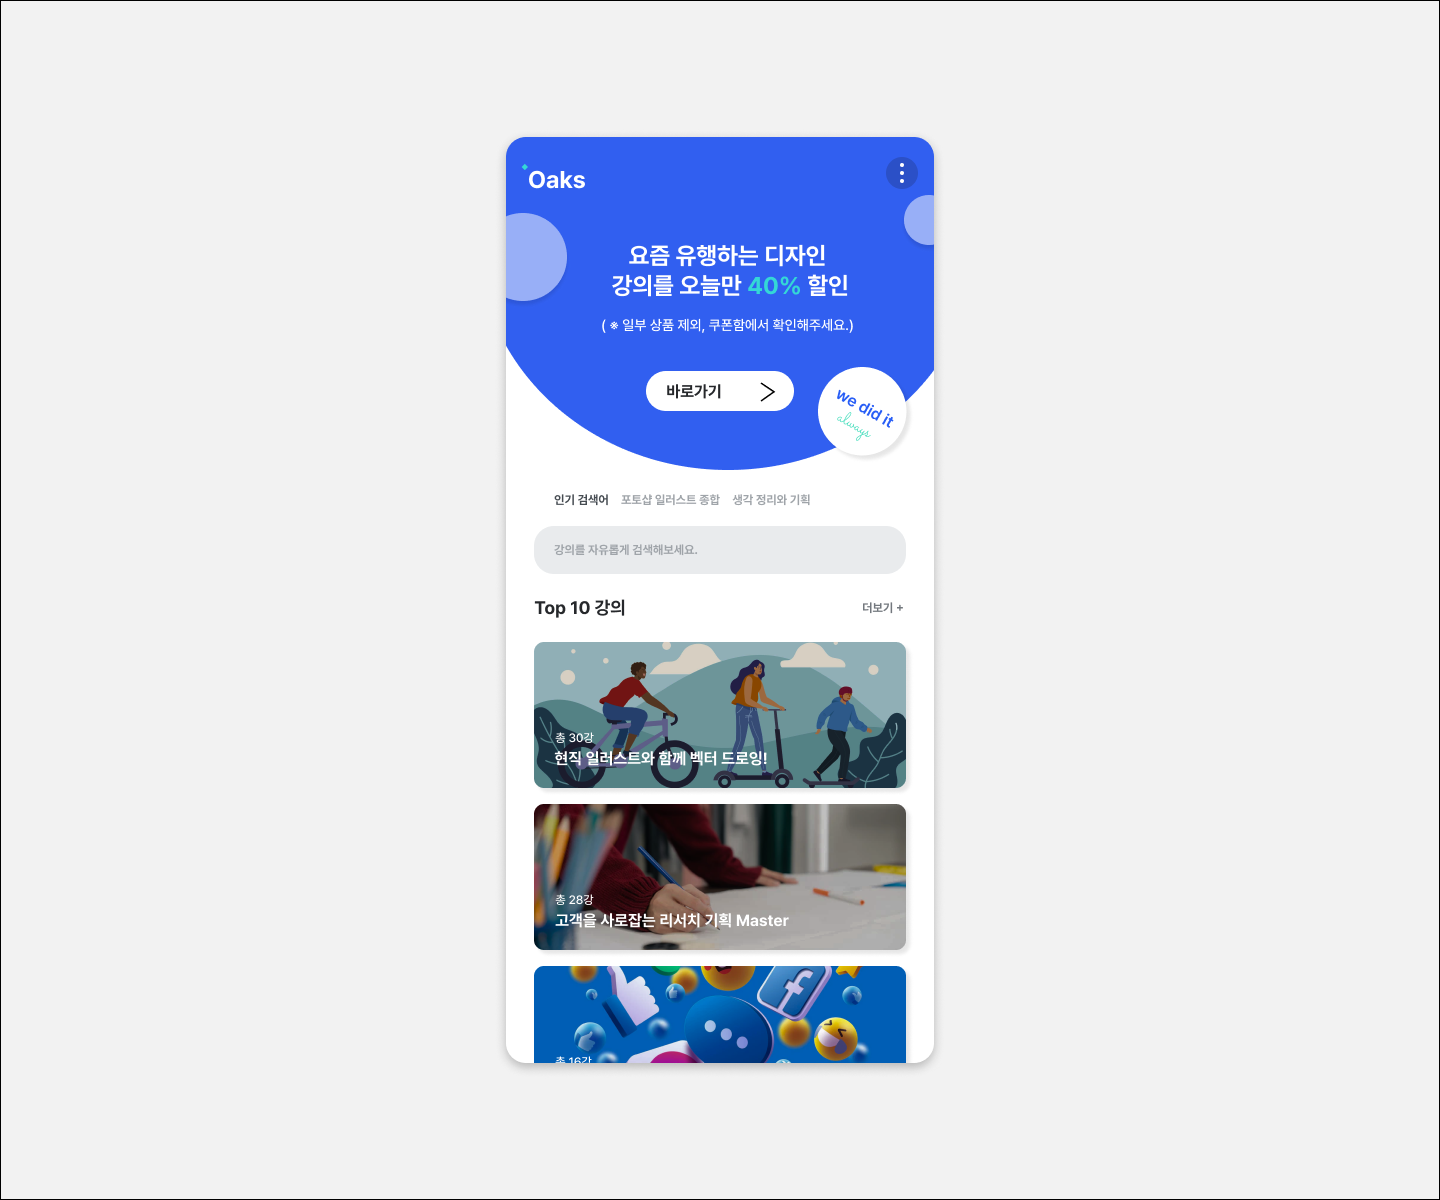 Oaks
요즘 유행하는 디자인
강의를 오늘만 40% 할인
( ※ 일부 상품 제외, 쿠폰함에서 확인해주세요.)
바로가기
we did it
always
인기 검색어 포토샵 일러스트 종합 생각 정리와 기획
강의를 자유롭게 검색해보세요.
Top 10 강의
더보기 +
총 30강
현직 일러스트와 함께 벡터 드로잉!
총 28강
고객을 사로잡는 리서치 기획 Master
총 16강